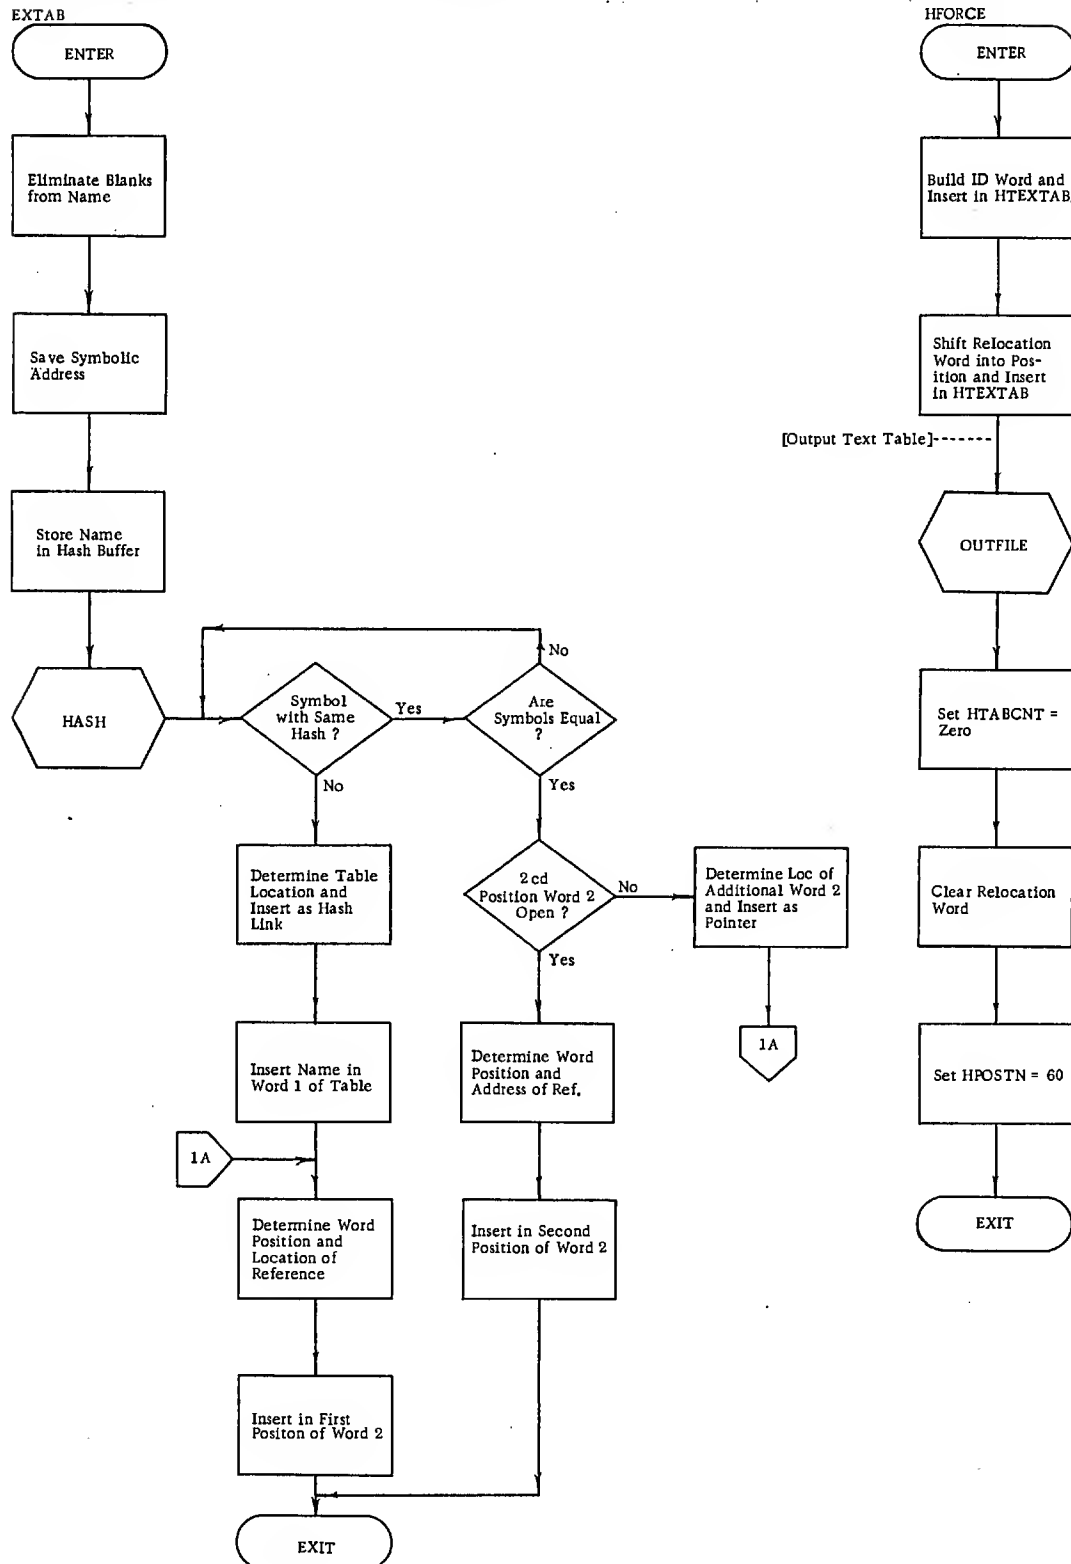 EXTAB
ENTER
Eliminate Blanks
from Name
Save Symbolic
Address
Store Name
in Hash Buffer
HASH
Symbol
with Same
Hash ?
Yes
No
Are
Symbols Equal
?
No
Yes
Determine Table
Location and
Insert as Hash
Link
2cd
Position Word 2
Open ?
No
Yes
Determine Loc of
Additional Word 2
and Insert as
Pointer
1A
Insert Name in
Word 1 of Table
1A
Determine Word
Position and
Address of Ref.
Determine Word
Position and
Location of
Reference
Insert in Second
Position of Word 2
Insert in First
Positon of Word 2
EXIT
HFORCE
ENTER
Build ID Word and
Insert in HTEXTAB
Shift Relocation
Word into Pos-
ition and Insert
in HTEXTAB
[Output Text Table]-------
OUTFILE
Set HTABCNT =
Zero
Clear Relocation
Word
Set HPOSTN = 60
EXIT